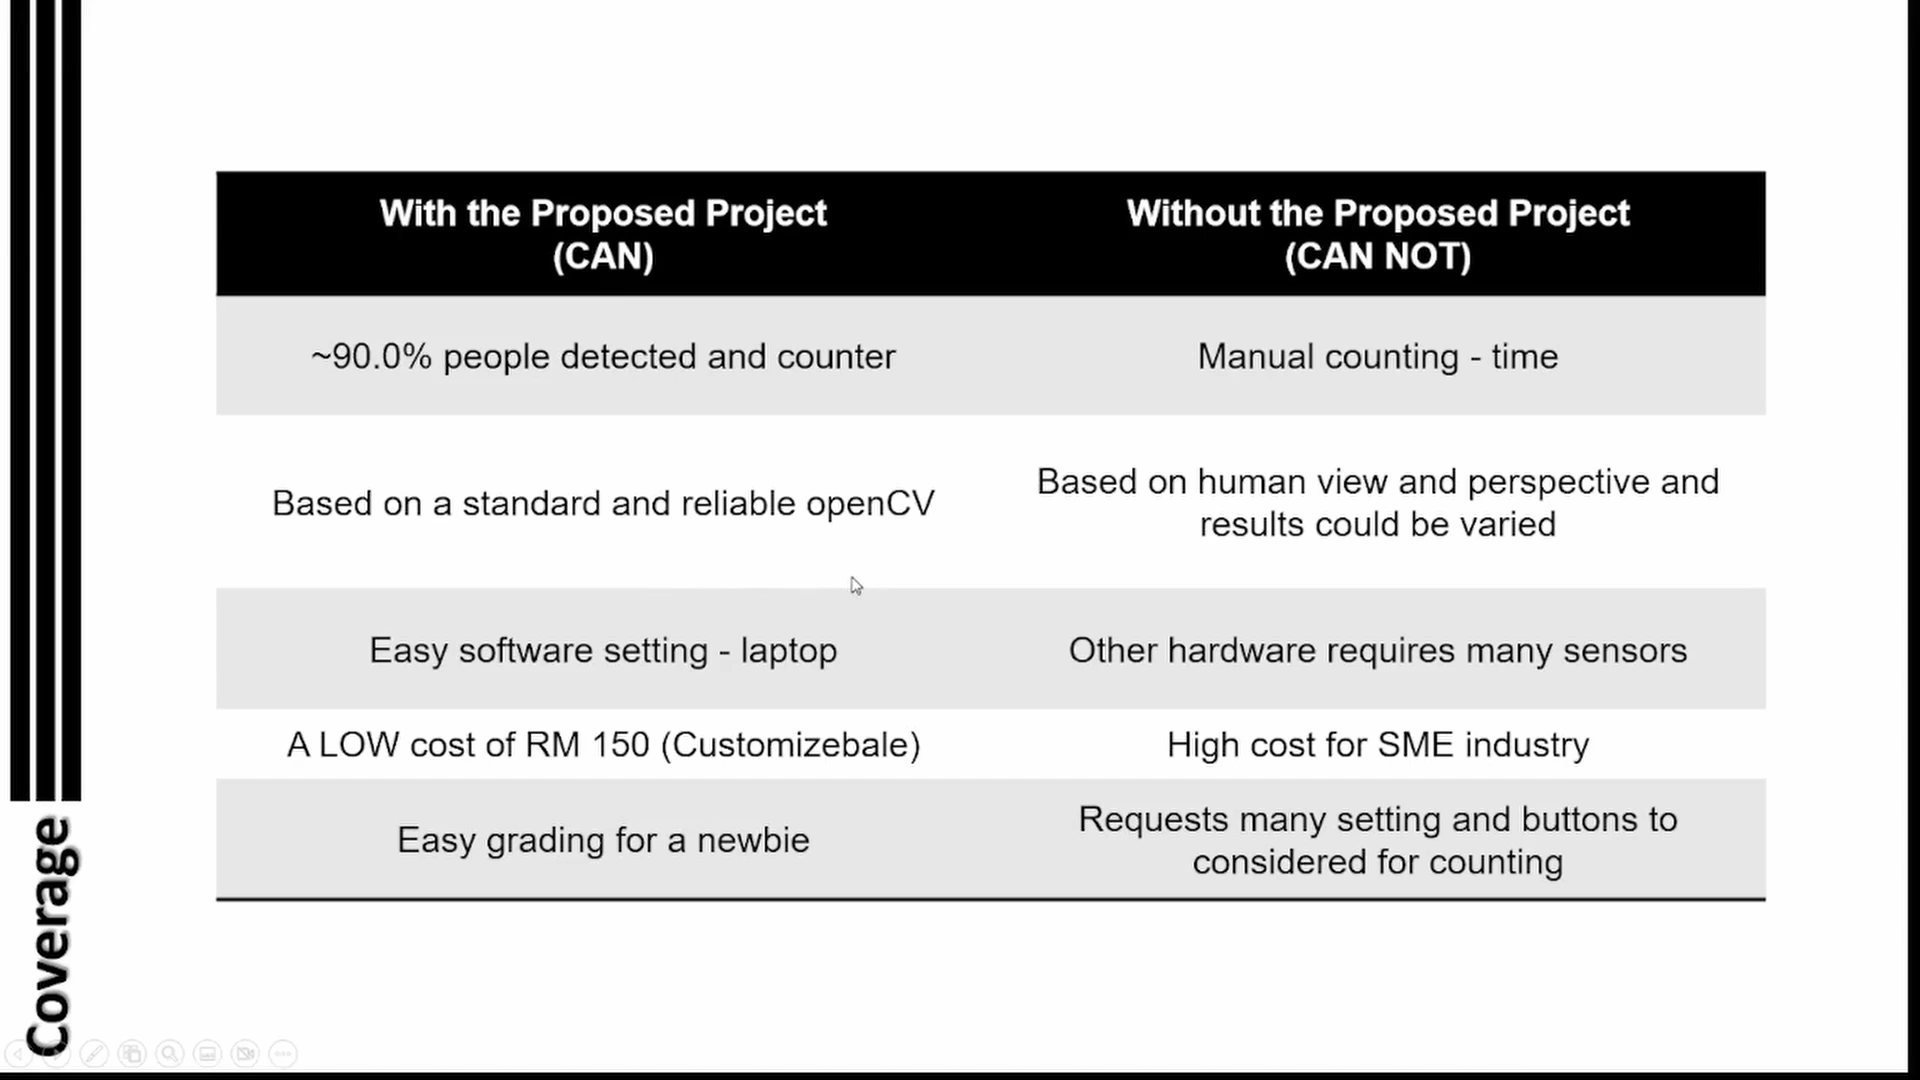 With the Proposed Project
(CAN)
Without the Proposed Project
(CAN NOT)
~90.0% people detected and counter
Manual counting - time
Based on a standard and reliable openCV
Based on human view and perspective and
results could be varied
Easy software setting - laptop
Other hardware requires many sensors
A LOW cost of RM 150 (Customizebale)
High cost for SME industry
Easy grading for a newbie
Requests many setting and buttons to
considered for counting
Coverage